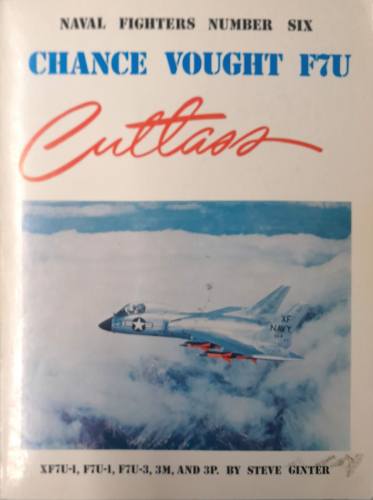 NAVAL FIGHTERS NUMBER SIX
CHANCE VOUGHT F7U
Cutlass
XF
NAVY
XF7U-1, F7U-1, F7U-3, 3M, AND 3P. BY STEVE GINTER